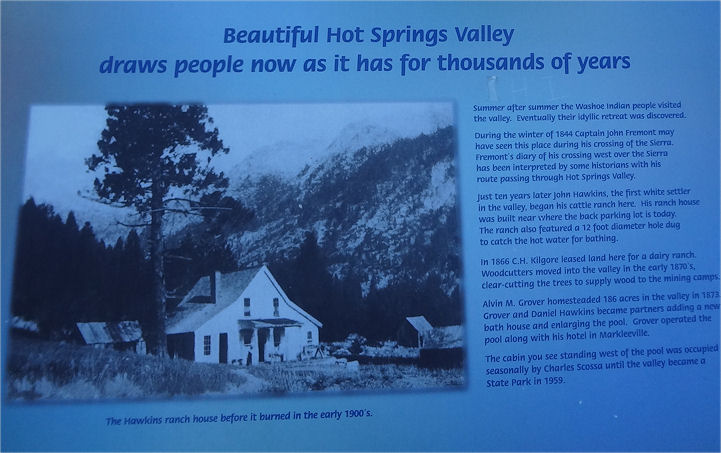 Beautiful Hot Springs Valley
draws people now as it has for thousands of years
Summer after summer the Washoe Indian people visited
the valley. Eventually their idyllic retreat was discovered.
During the winter of 1844 Captain John Fremont may
have seen this place during his crossing of the Sierra.
Fremont's diary of his crossing west over the Sierra
has been interpreted by some historians with his
route passing through Hot Springs Valley.
Just ten years later John Hawkins, the first white settler
in the valley, began his cattle ranch here. His ranch house
was built near where the back parking lot is today.
The ranch also featured a 12 foot diameter hole dug
to catch the hot water for bathing.
In 1866 C.H. Kilgore leased land here for a dairy ranch.
Woodcutters moved into the valley in the early 1870's,
clear-cutting the trees to supply wood to the mining camps.
Alvin M. Grover homesteaded 186 acres in the valley in 1873.
Grover and Daniel Hawkins became partners adding a new
bath house and enlarging the pool. Grover operated the
pool along with his hotel in Markleeville.
The cabin you see standing west of the pool was occupied
seasonally by Charles Scossa until the valley became a
State Park in 1959.
The Hawkins ranch house before it burned in the early 1900's.